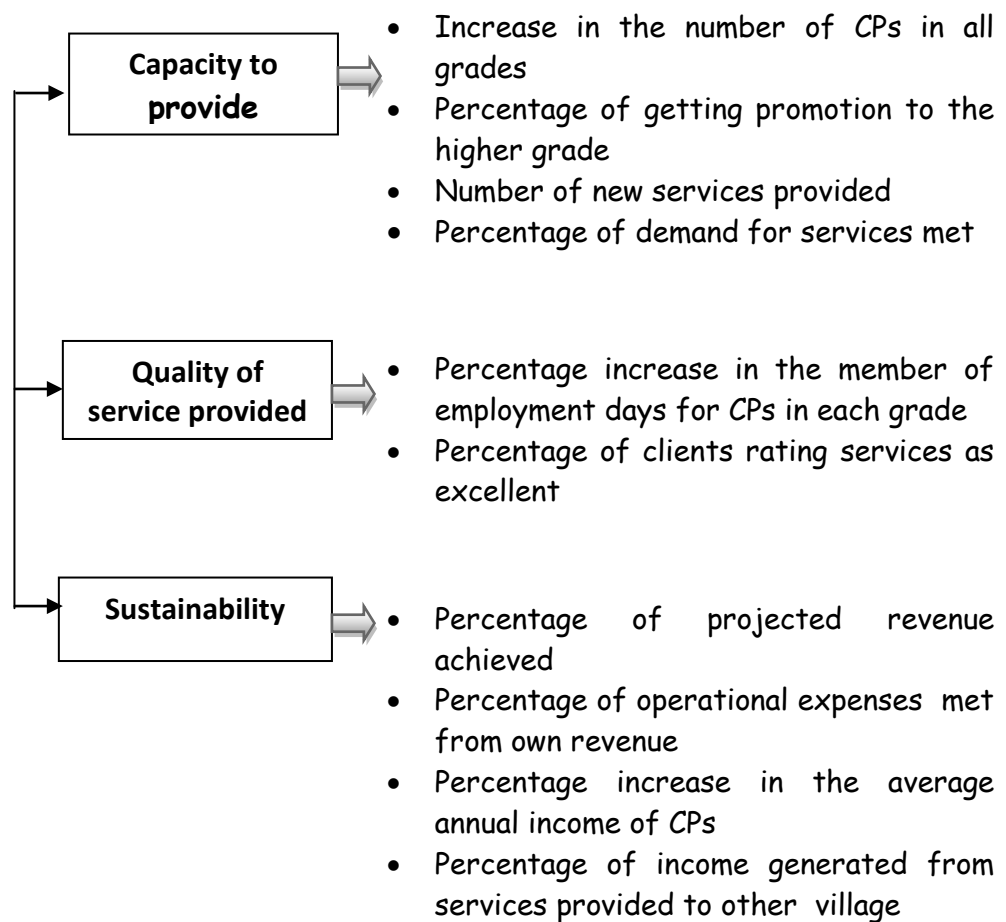 Capacity to
provide
• Increase in the number of CPs in all
grades
• Percentage of getting promotion to the
higher grade
• Number of new services provided
• Percentage of demand for services met
Quality of
service provided
• Percentage increase in the member of
employment days for CPs in each grade
• Percentage of clients rating services as
excellent
Sustainability
• Percentage of projected revenue
achieved
• Percentage of operational expenses met
from own revenue
• Percentage increase in the average
annual income of CPs
• Percentage of income generated from
services provided to other village